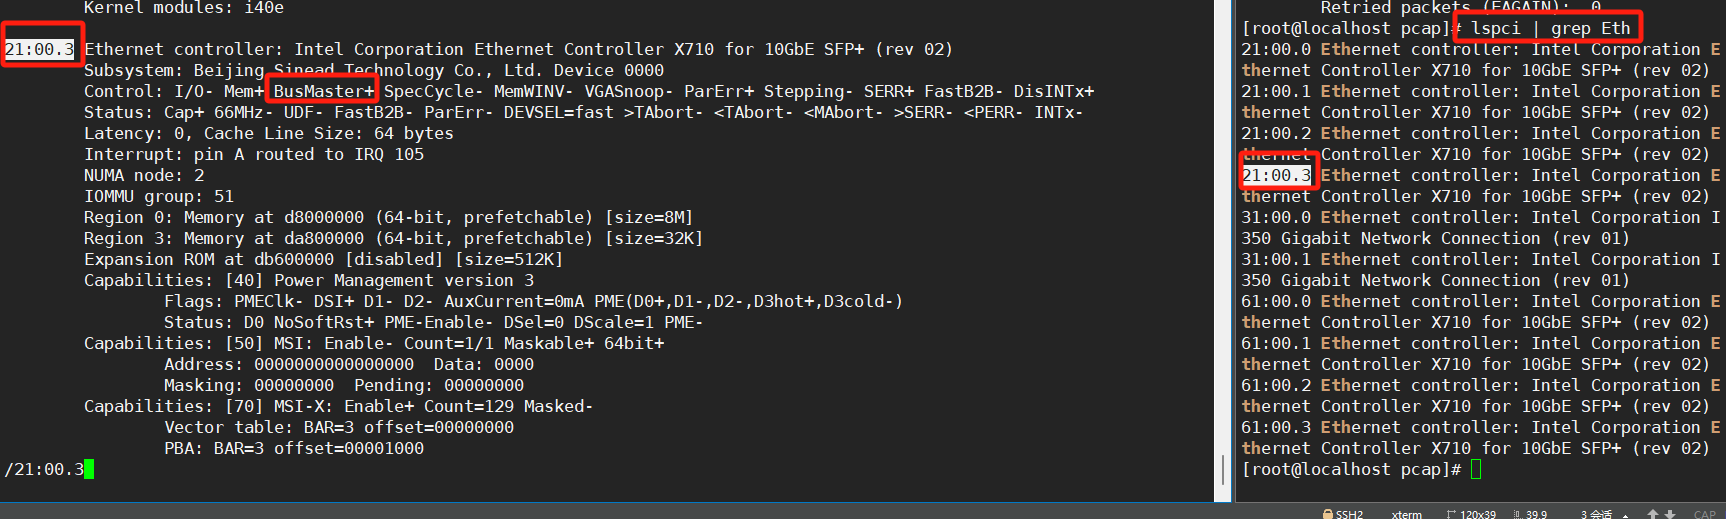 Kernel modules: i40e
21:00.3 Ethernet controller: Intel Corporation Ethernet Controller X710 for 10GbE SFP+ (rev 02)
Subsystem: Beijing Sinead Technology Co., Ltd. Device 0000
Control: I/O- Mem+ BusMaster+ SpecCycle- MemWINV- VGASnoop- ParErr+ Stepping- SERR+ FastB2B- DisINTx+
Status: Cap+ 66MHz- UDF- FastB2B- ParErr- DEVSEL=fast >TAbort- <TAbort- <MAbort- >SERR- <PERR- INTx-
Latency: 0, Cache Line Size: 64 bytes
Interrupt: pin A routed to IRQ 105
NUMA node: 2
IOMMU group: 51
Region 0: Memory at d8000000 (64-bit, prefetchable) [size=8M]
Region 3: Memory at da800000 (64-bit, prefetchable) [size=32K]
Expansion ROM at db600000 [disabled] [size=512K]
Capabilities: [40] Power Management version 3
Flags: PMEClk- DSI+ D1- D2- AuxCurrent=0mA PME(D0+,D1-,D2-,D3hot+,D3cold-)
Status: D0 NoSoftRst+ PME-Enable- DSel=0 DScale=1 PME-
Capabilities: [50] MSI: Enable- Count=1/1 Maskable+ 64bit+
Address: 0000000000000000  Data: 0000
Masking: 00000000  Pending: 00000000
Capabilities: [70] MSI-X: Enable+ Count=129 Masked-
Vector table: BAR=3 offset=00000000
PBA: BAR=3 offset=00001000
/21:00.3
Retried packets (EAGAIN):  0
[root@localhost pcap]# lspci | grep Eth
21:00.0 Ethernet controller: Intel Corporation E
thernet Controller X710 for 10GbE SFP+ (rev 02)
21:00.1 Ethernet controller: Intel Corporation E
thernet Controller X710 for 10GbE SFP+ (rev 02)
21:00.2 Ethernet controller: Intel Corporation E
thernet Controller X710 for 10GbE SFP+ (rev 02)
21:00.3 Ethernet controller: Intel Corporation E
thernet Controller X710 for 10GbE SFP+ (rev 02)
31:00.0 Ethernet controller: Intel Corporation I
350 Gigabit Network Connection (rev 01)
31:00.1 Ethernet controller: Intel Corporation I
350 Gigabit Network Connection (rev 01)
61:00.0 Ethernet controller: Intel Corporation E
thernet Controller X710 for 10GbE SFP+ (rev 02)
61:00.1 Ethernet controller: Intel Corporation E
thernet Controller X710 for 10GbE SFP+ (rev 02)
61:00.2 Ethernet controller: Intel Corporation E
thernet Controller X710 for 10GbE SFP+ (rev 02)
61:00.3 Ethernet controller: Intel Corporation E
thernet Controller X710 for 10GbE SFP+ (rev 02)
[root@localhost pcap]#
SSH2 xterm 120x39 39,9 3 会话 CAP